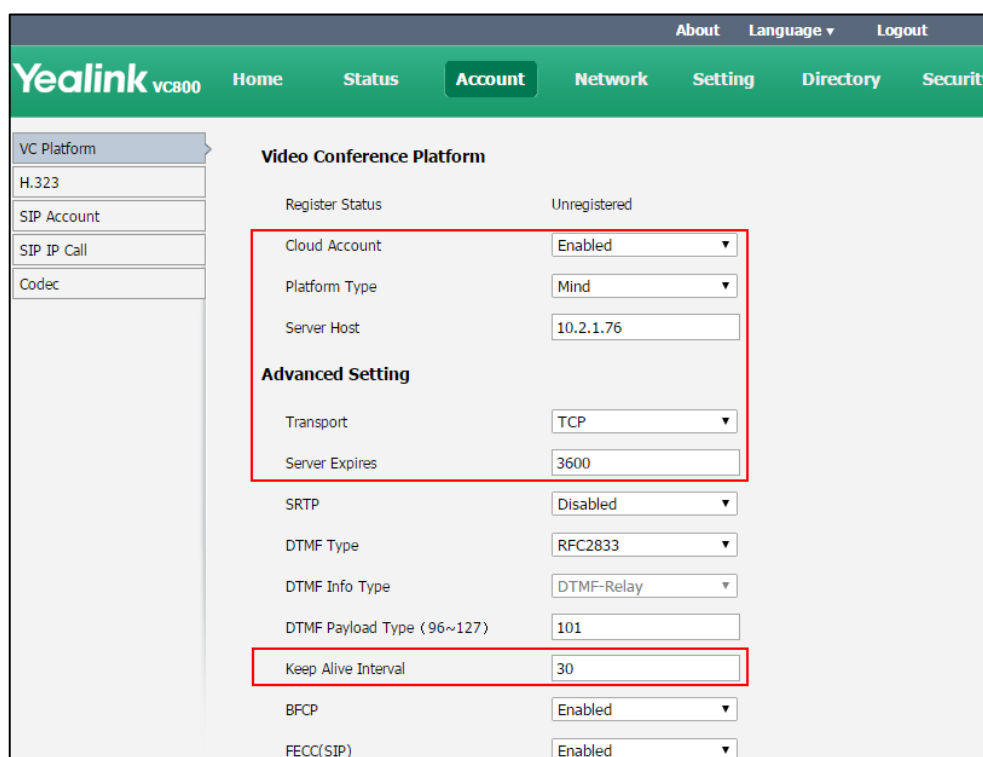 About Language ▾ Logout
Yealink VC800 Home Status Account Network Setting Directory Securit
VC Platform
H.323
SIP Account
SIP IP Call
Codec
Video Conference Platform
Register Status Unregistered
Cloud Account Enabled
Platform Type Mind
Server Host 10.2.1.76
Advanced Setting
Transport TCP
Server Expires 3600
SRTP Disabled
DTMF Type RFC2833
DTMF Info Type DTMF-Relay
DTMF Payload Type (96~127) 101
Keep Alive Interval 30
BFCP Enabled
FECC(SIP) Enabled